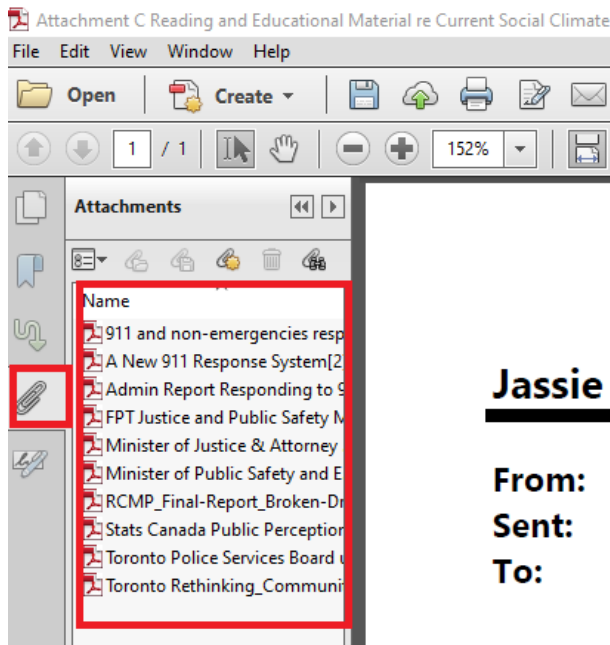 Attachment C Reading and Educational Material re Current Social Climate
File Edit View Window Help
Open Create
1 / 1 152%
Attachments
Name
911 and non-emergencies resp
A New 911 Response System[2
Admin Report Responding to 9
FPT Justice and Public Safety M
Minister of Justice & Attorney
Minister of Public Safety and E
RCMP_Final-Report_Broken-Dr
Stats Canada Public Perception
Toronto Police Services Board u
Toronto Rethinking_Communi
Jassie
From:
Sent:
To: